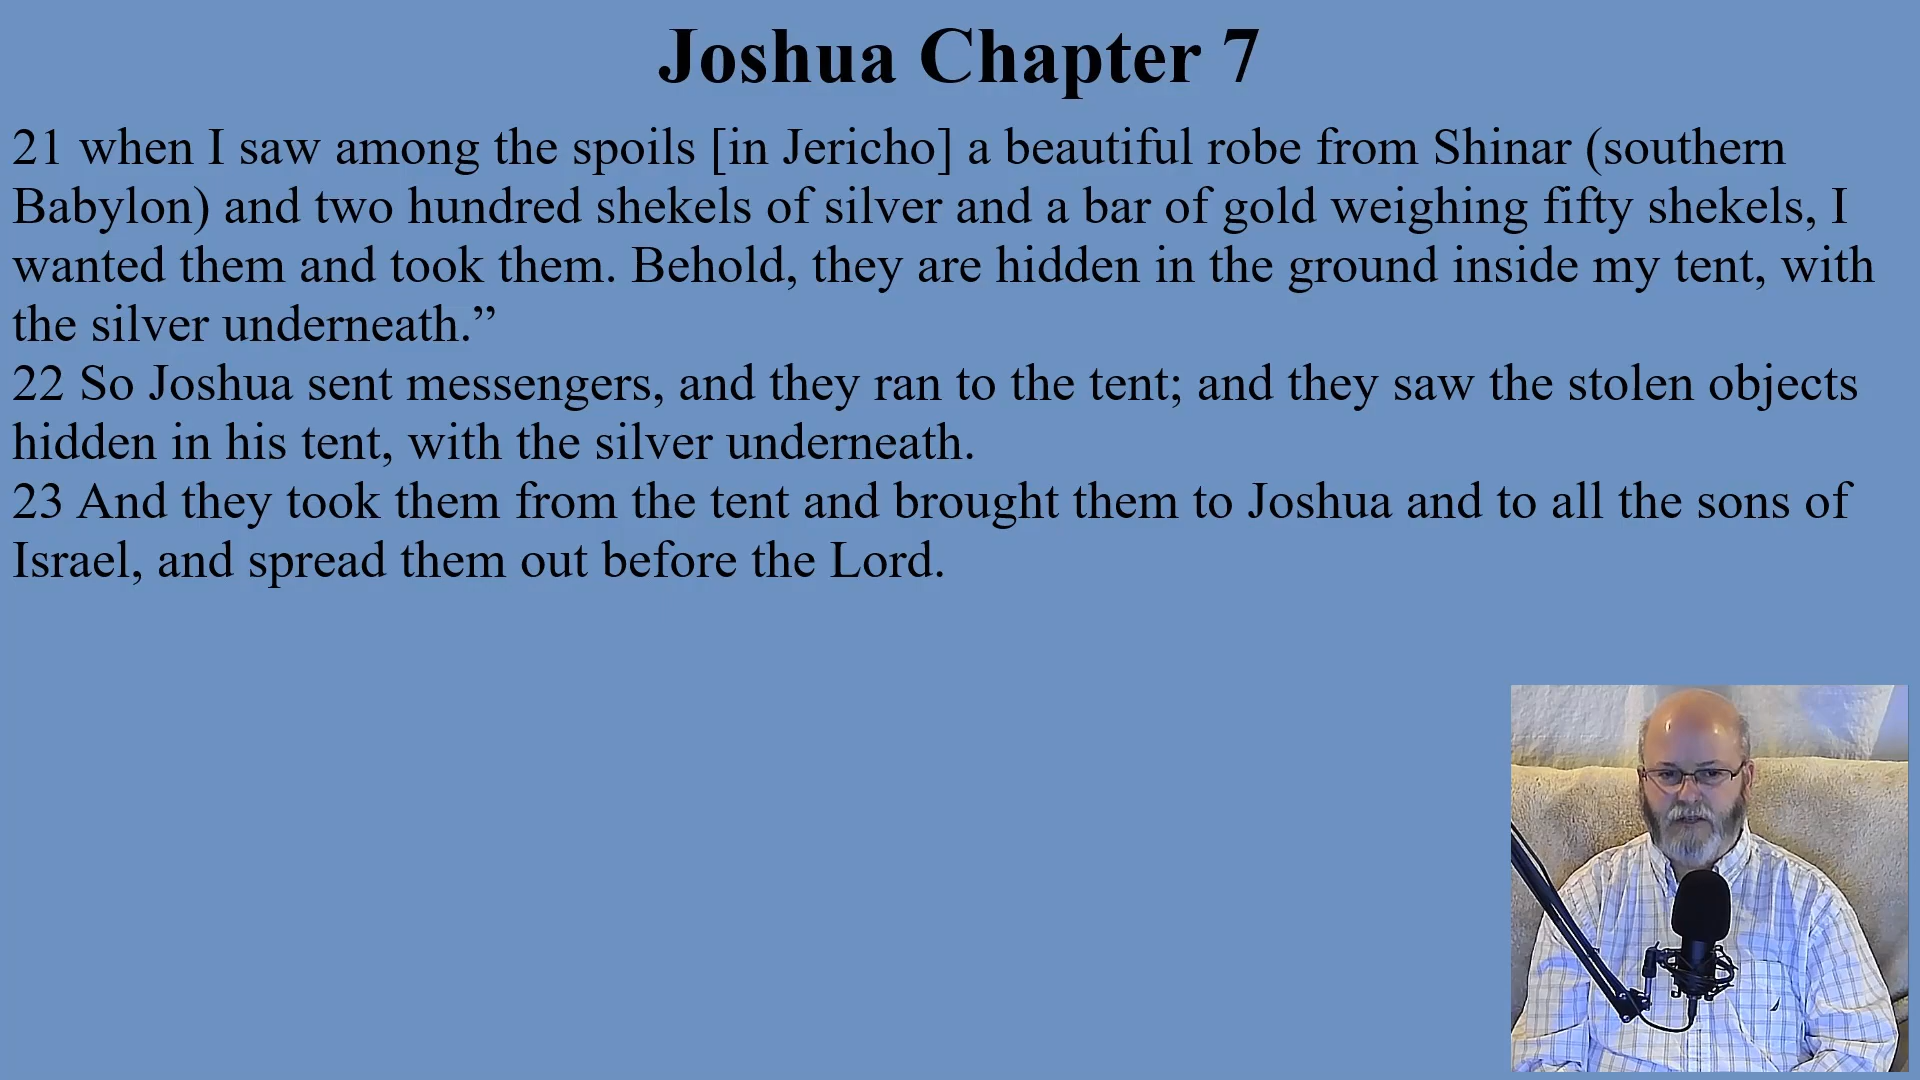 Joshua Chapter 7
21 when I saw among the spoils [in Jericho] a beautiful robe from Shinar (southern
Babylon) and two hundred shekels of silver and a bar of gold weighing fifty shekels, I
wanted them and took them. Behold, they are hidden in the ground inside my tent, with
the silver underneath.”
22 So Joshua sent messengers, and they ran to the tent; and they saw the stolen objects
hidden in his tent, with the silver underneath.
23 And they took them from the tent and brought them to Joshua and to all the sons of
Israel, and spread them out before the Lord.